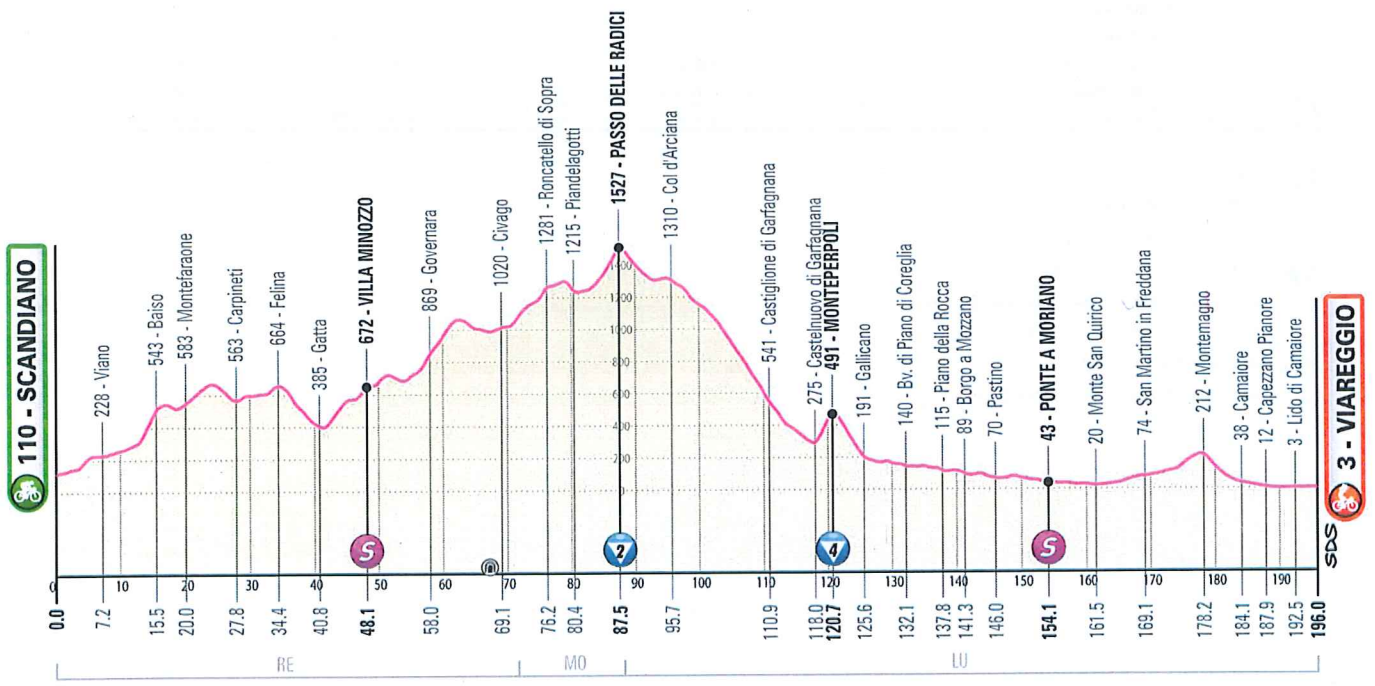 110 - SCANDIANO
228 - Viano
543 - Baiso
583 - Montefaraone
563 - Carpineti
664 - Felina
385 - Gatta
672 - VILLA MINOZZO
869 - Governara
1020 - Civago
1281 - Roncatello di Sopra
1215 - Piandelagotti
1527 - PASSO DELLE RADICI
1310 - Col d'Arciana
541 - Castiglione di Garfagnana
275 - Castelnuovo di Garfagnana
491 - MONTEPERPOLI
191 - Gallicano
140 - Bv. di Piano di Coreglia
115 - Piano della Rocca
89 - Borgo a Mozzano
70 - Pastino
43 - PONTE A MORIANO
20 - Monte San Quirico
74 - San Martino in Freddana
212 - Montemagno
38 - Camaiore
12 - Capezzano Pianore
3 - Lido di Camaiore
3 - VIAREGGIO
1400
1200
1000
800
600
400
200
0
S
2
4
S
SDS
0 10 20 30 40 50 60 70 80 90 100 110 120 130 140 150 160 170 180 190
0.0 7.2 15.5 20.0 27.8 34.4 40.8 48.1 58.0 69.1 76.2 80.4 87.5 95.7 110.9 118.0 120.7 125.6 132.1 137.8 141.3 146.0 154.1 161.5 169.1 178.2 184.1 187.9 192.5 196.0
RE MO LU